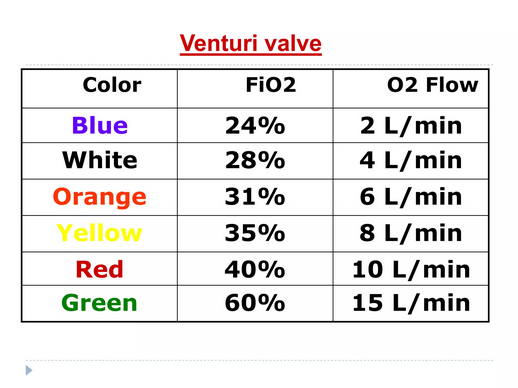 Venturi valve
Color FiO2 O2 Flow
Blue 24% 2 L/min
White 28% 4 L/min
Orange 31% 6 L/min
Yellow 35% 8 L/min
Red 40% 10 L/min
Green 60% 15 L/min